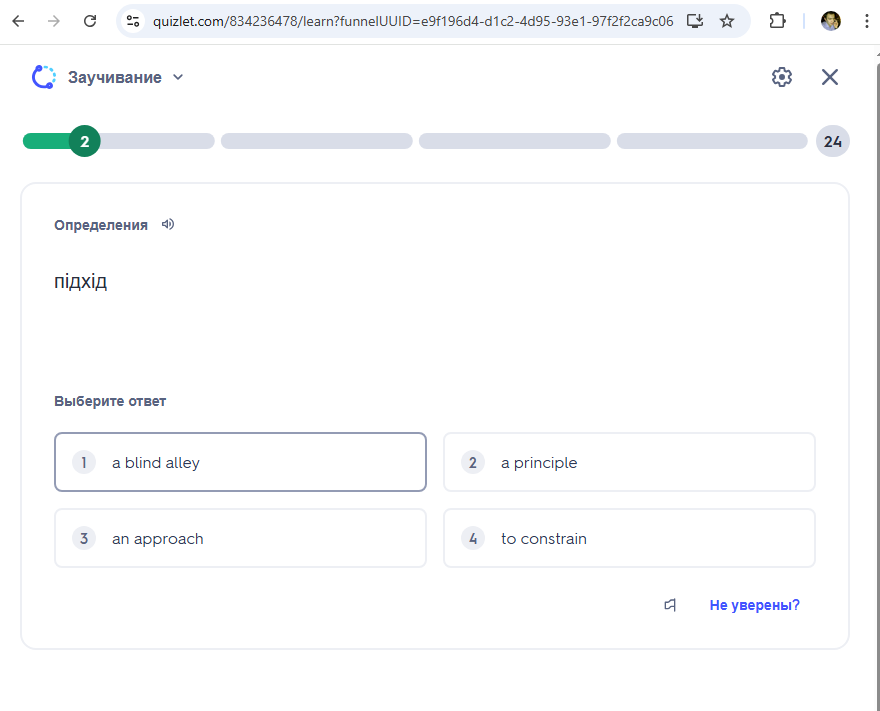 quizlet.com/834236478/learn?funnelUUID=e9f196d4-d1c2-4d95-93e1-97f2f2ca9c06
Заучивание
2
24
Определения
підхід
Выберите ответ
1 a blind alley
2 a principle
3 an approach
4 to constrain
Не уверены?